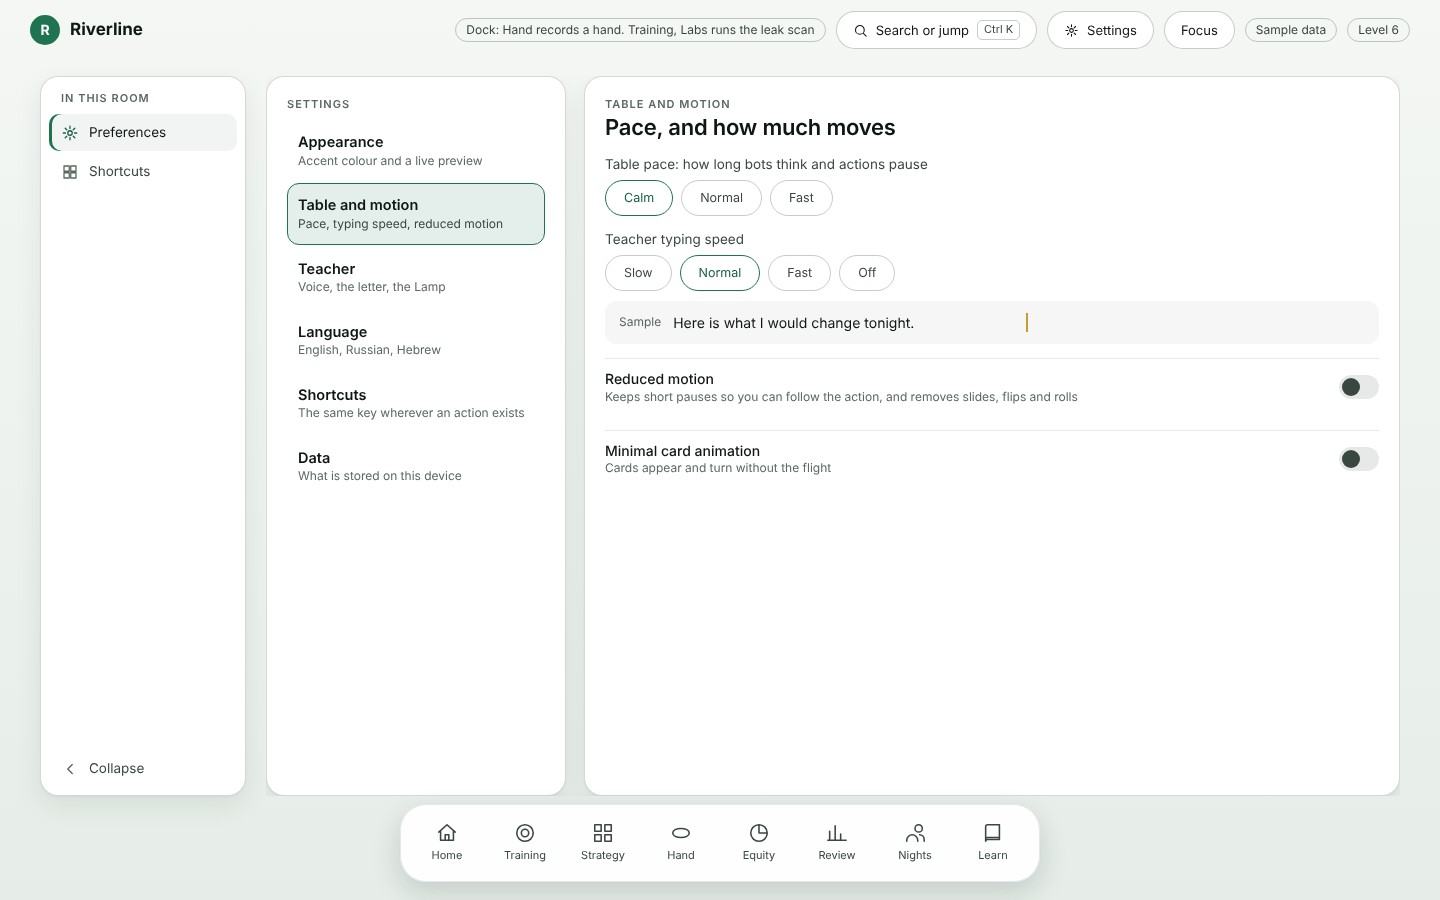 R Riverline
Dock: Hand records a hand. Training, Labs runs the leak scan
Search or jump Ctrl K
Settings
Focus
Sample data
Level 6
IN THIS ROOM
Preferences
Shortcuts
Collapse
SETTINGS
Appearance
Accent colour and a live preview
Table and motion
Pace, typing speed, reduced motion
Teacher
Voice, the letter, the Lamp
Language
English, Russian, Hebrew
Shortcuts
The same key wherever an action exists
Data
What is stored on this device
TABLE AND MOTION
Pace, and how much moves
Table pace: how long bots think and actions pause
Calm Normal Fast
Teacher typing speed
Slow Normal Fast Off
Sample Here is what I would change tonight.
Reduced motion
Keeps short pauses so you can follow the action, and removes slides, flips and rolls
Minimal card animation
Cards appear and turn without the flight
Home Training Strategy Hand Equity Review Nights Learn